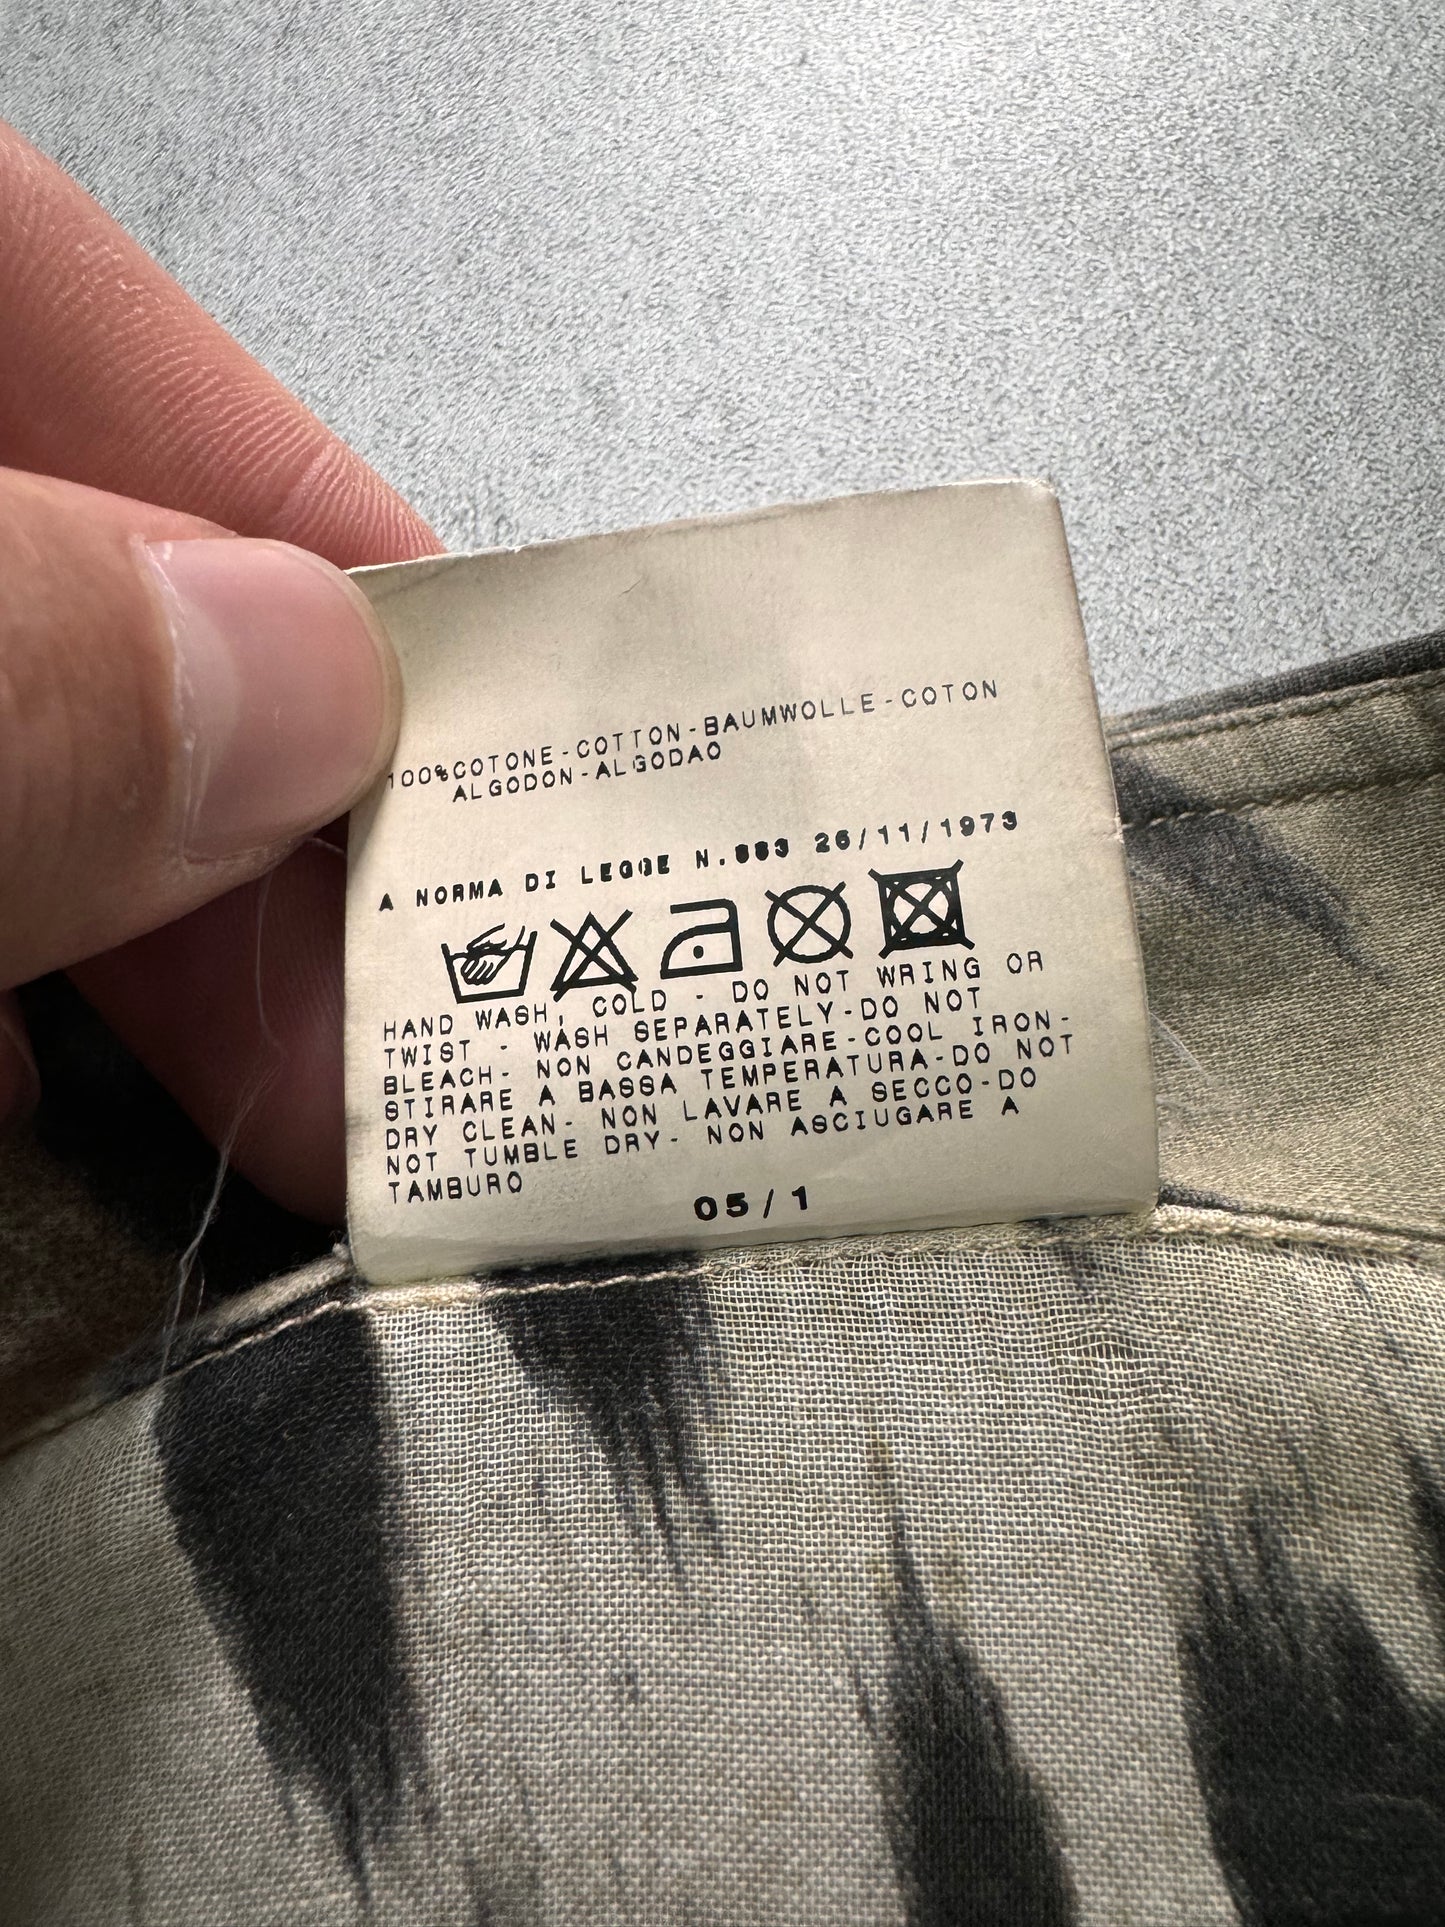 100%COTONE-COTTON-BAUMWOLLE-COTON
ALGODON-ALGODAO
A NORMA DI LEGGE N.883 26/11/1973
HAND WASH, COLD - DO NOT WRING OR
TWIST - WASH SEPARATELY-DO NOT
BLEACH- NON CANDEGGIARE-COOL IRON-
STIRARE A BASSA TEMPERATURA-DO NOT
DRY CLEAN- NON LAVARE A SECCO-DO
NOT TUMBLE DRY- NON ASCIUGARE A
TAMBURO
05/1